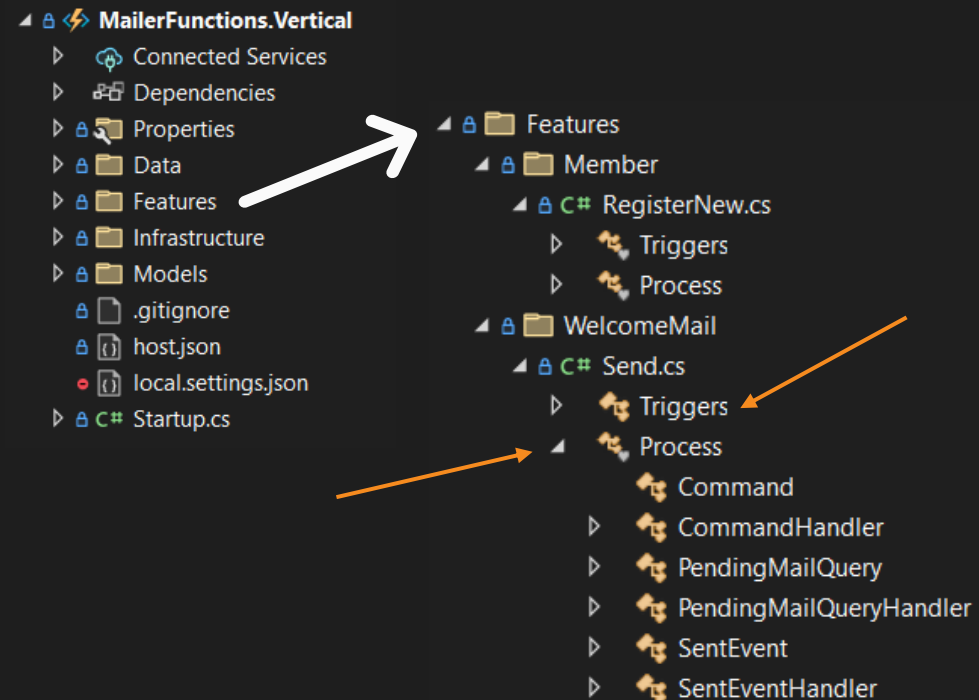 MailerFunctions.Vertical
Connected Services
Dependencies
Properties
Data
Features
Infrastructure
Models
.gitignore
host.json
local.settings.json
C# Startup.cs
Features
Member
C# RegisterNew.cs
Triggers
Process
WelcomeMail
C# Send.cs
Triggers
Process
Command
CommandHandler
PendingMailQuery
PendingMailQueryHandler
SentEvent
SentEventHandler